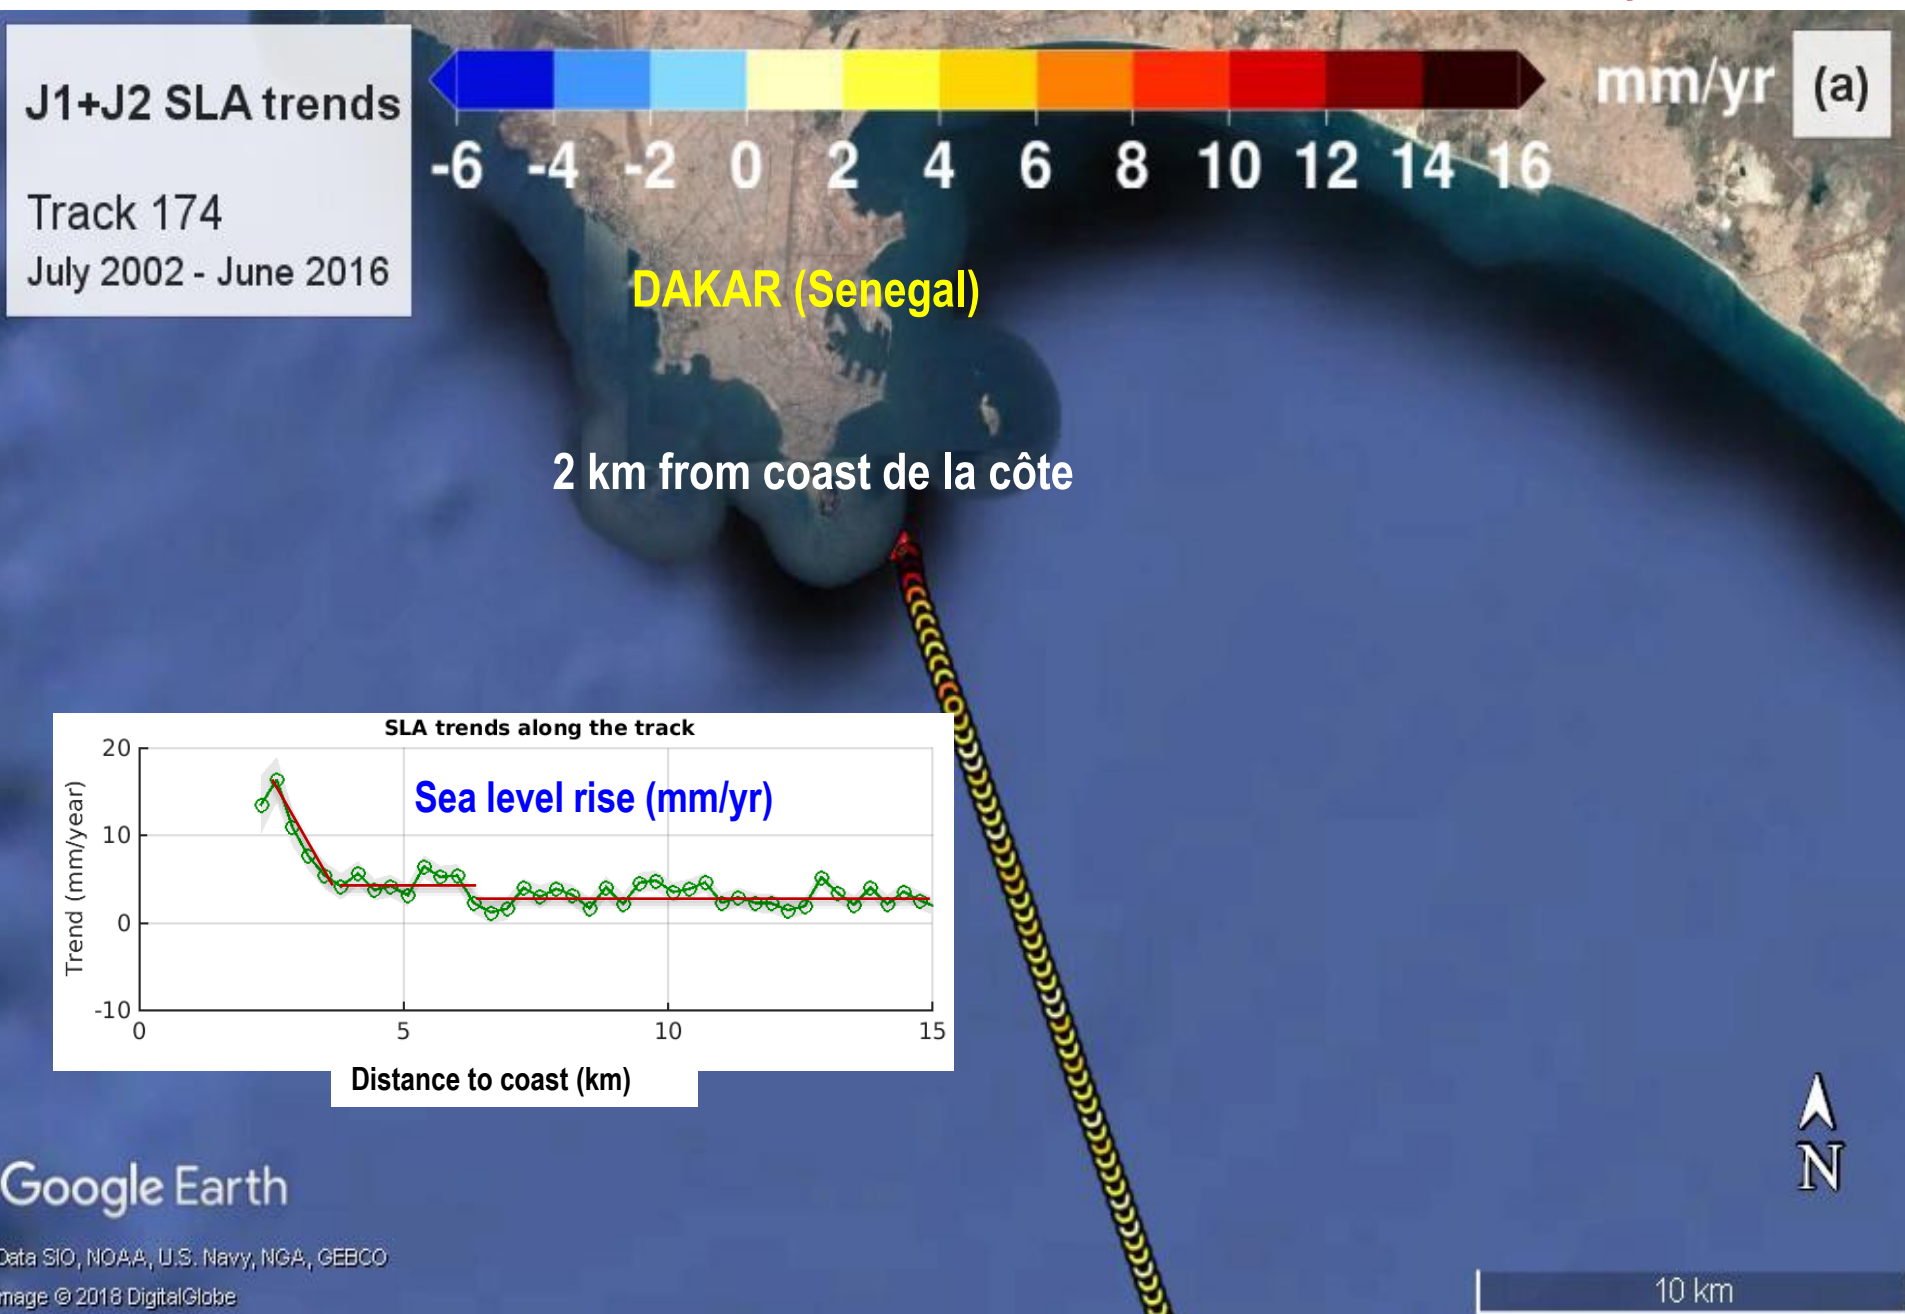 J1+J2 SLA trends
Track 174
July 2002 - June 2016
mm/yr
(a)
-6 -4 -2 0 2 4 6 8 10 12 14 16
DAKAR (Senegal)
2 km from coast de la côte
SLA trends along the track
Sea level rise (mm/yr)
Trend (mm/year)
20
10
0
-10
0 5 10 15
Distance to coast (km)
N
Google Earth
Data SIO, NOAA, U.S. Navy, NGA, GEBCO
mage © 2018 DigitalGlobe
10 km